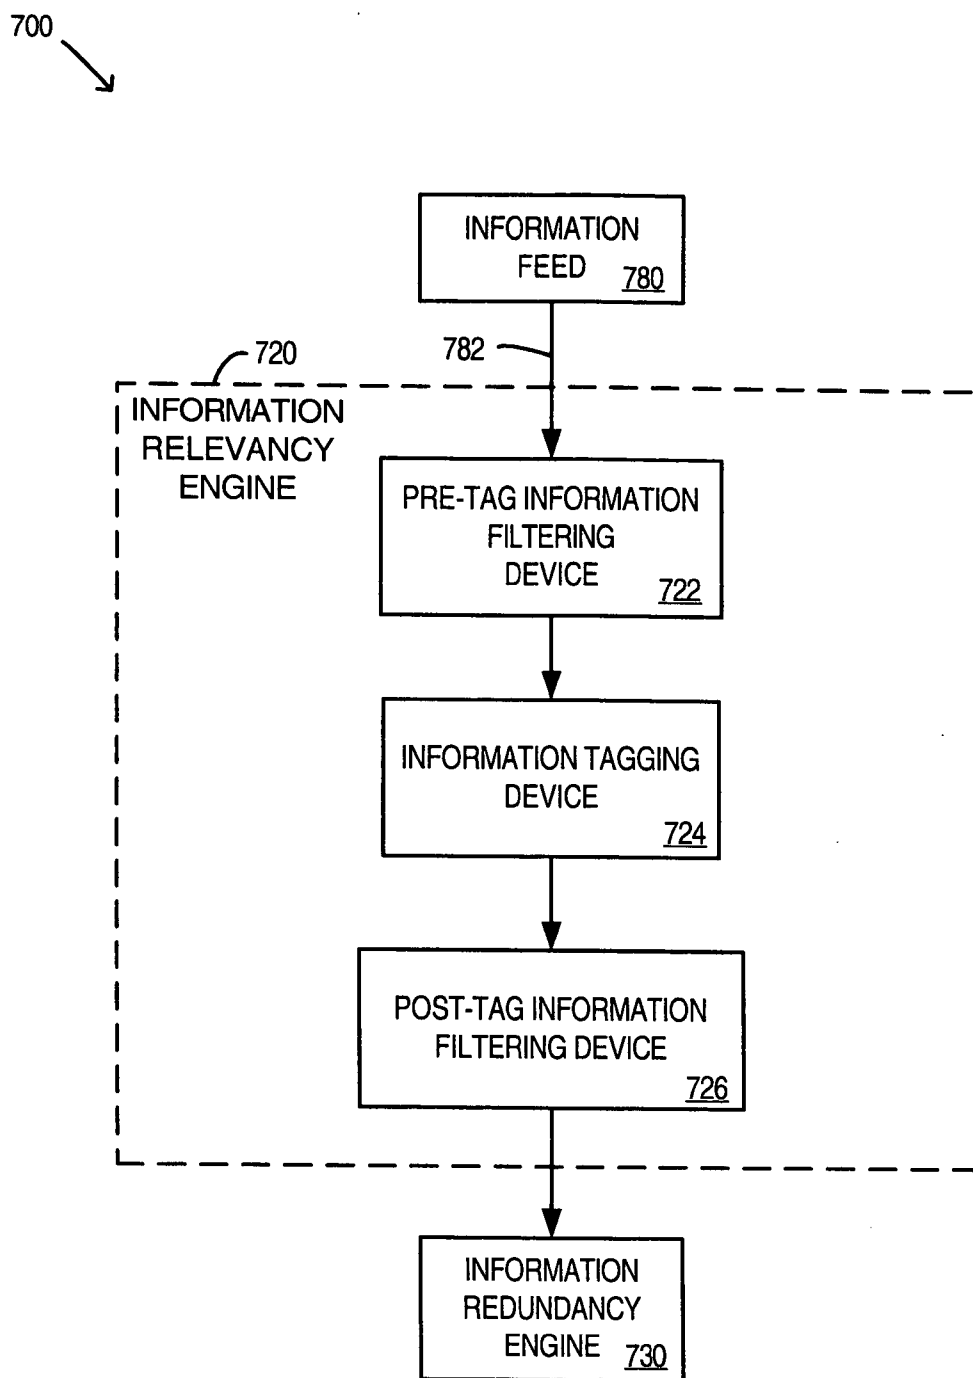 700
INFORMATION
FEED
780
782
720
INFORMATION
RELEVANCY
ENGINE
PRE-TAG INFORMATION
FILTERING
DEVICE
722
INFORMATION TAGGING
DEVICE
724
POST-TAG INFORMATION
FILTERING DEVICE
726
INFORMATION
REDUNDANCY
ENGINE
730